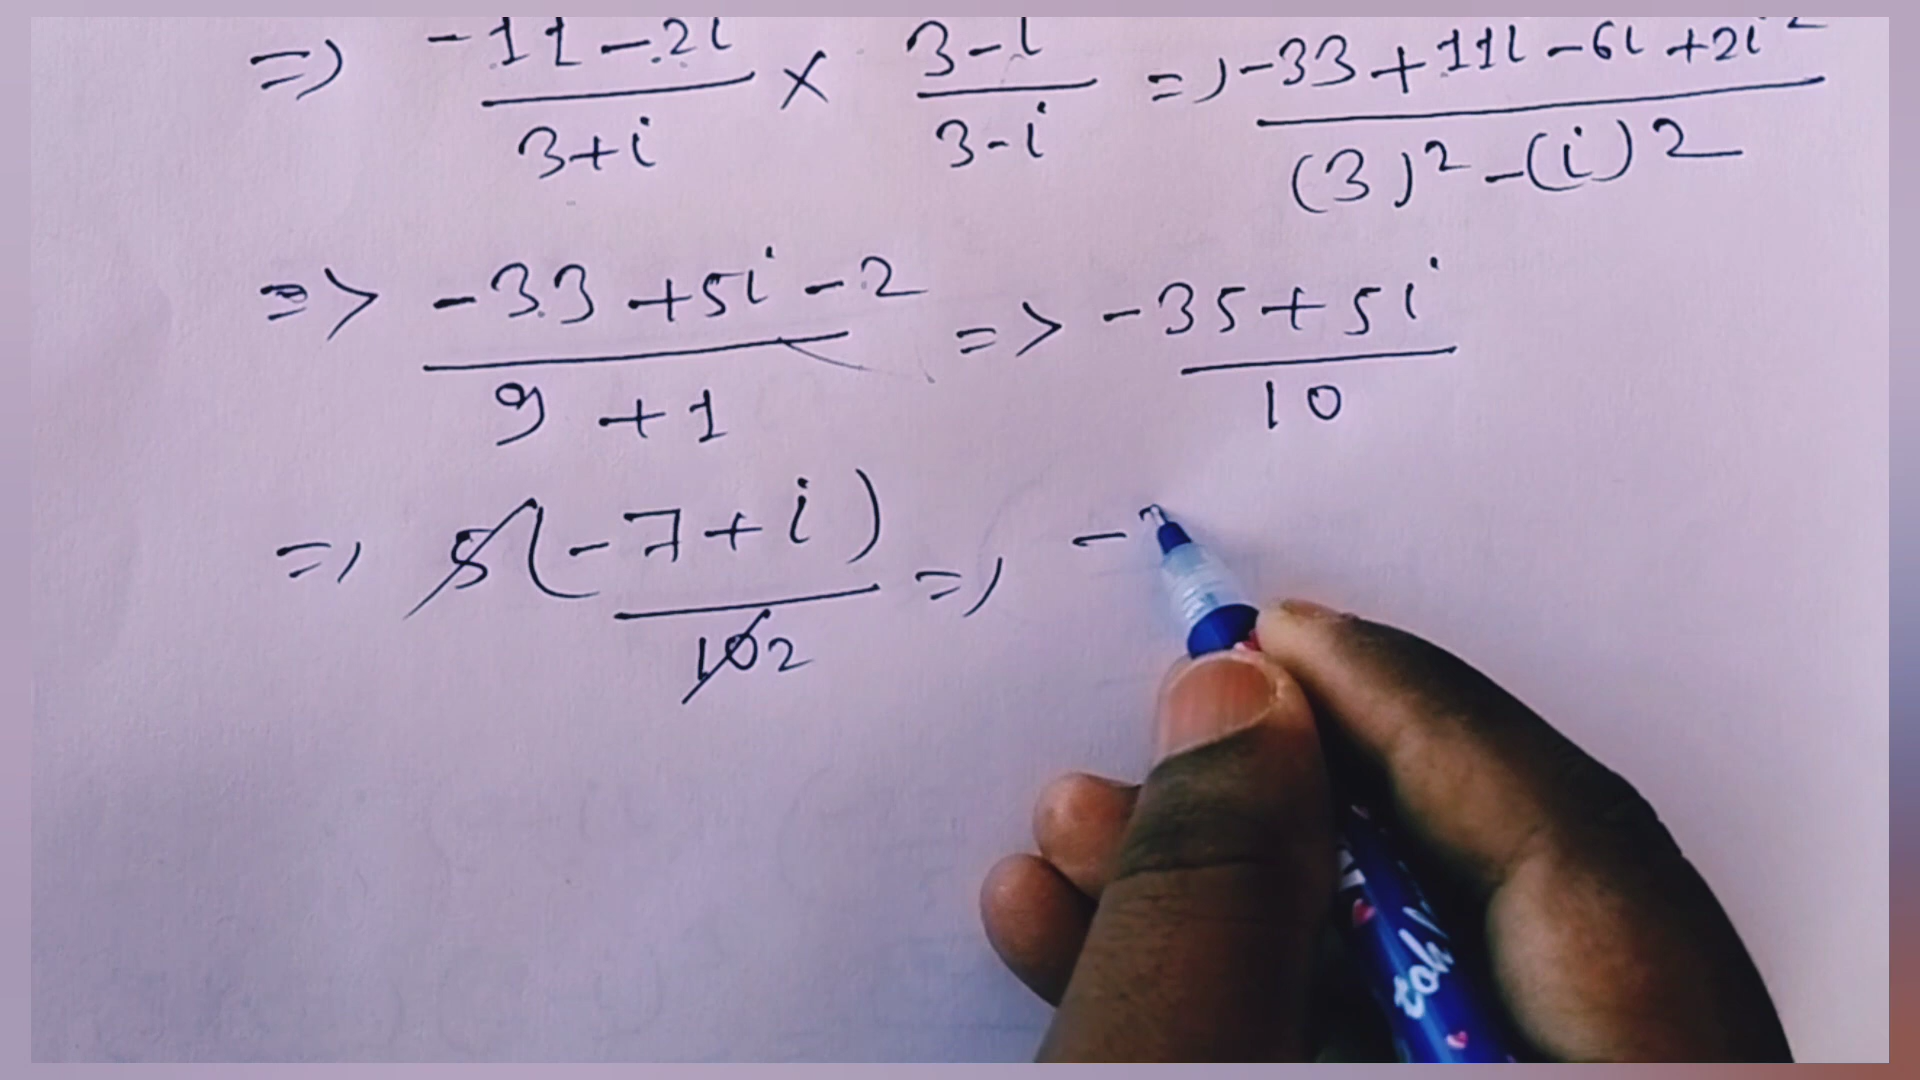 => -11-2i/3+i × 3-i/3-i => -33+11i-6i+2i²/(3)²-(i)²
=> -33+5i-2/9+1 => -35+5i/10
=> 5(-7+i)/10 2 => -
tok